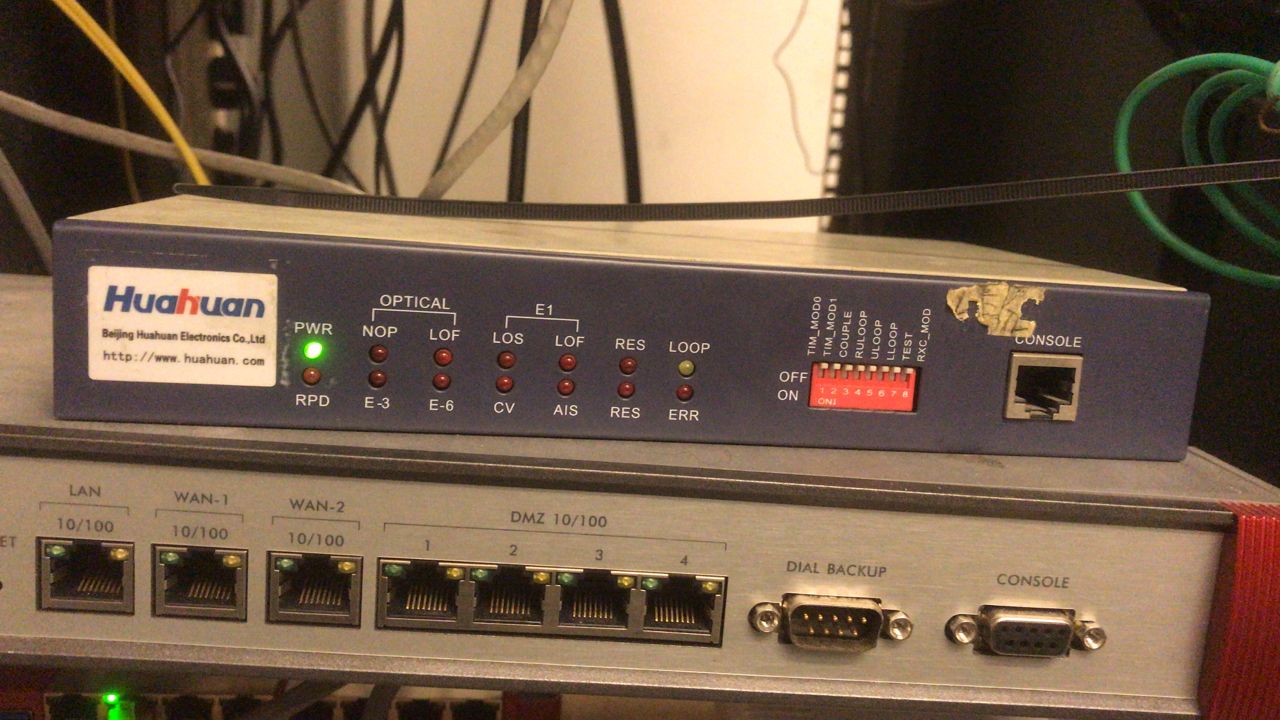 Huahuan
Beijing Huahuan Electronics Co.,Ltd
http://www.huahuan.com
PWR
RPD
OPTICAL
NOP
LOF
E-3
E-6
E1
LOS
LOF
CV
AIS
RES
RES
LOOP
ERR
TIM_MOD0
TIM_MOD1
COUPLE
RULOOP
ULOOP
LLOOP
TEST
RXC_MOD
OFF
ON
1 2 3 4 5 6 7 8
CONSOLE
ET
LAN
10/100
WAN-1
10/100
WAN-2
10/100
DMZ 10/100
1 2 3 4
DIAL BACKUP
CONSOLE